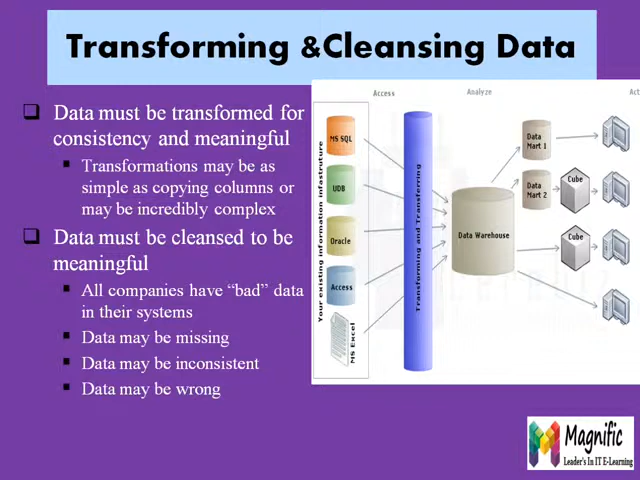 Transforming &Cleansing Data
Data must be transformed for
consistency and meaningful
Transformations may be as
simple as copying columns or
may be incredibly complex
Data must be cleansed to be
meaningful
All companies have “bad” data
in their systems
Data may be missing
Data may be inconsistent
Data may be wrong
Access
Analyze
Act
Your existing information infastruture
MS SQL
UDB
Oracle
Access
MS Excel
Transforming and Transferring
Data Warehouse
Data
Mart 1
Data
Mart 2
Cube
Cube
Magnific
Leader's In IT E-Learning